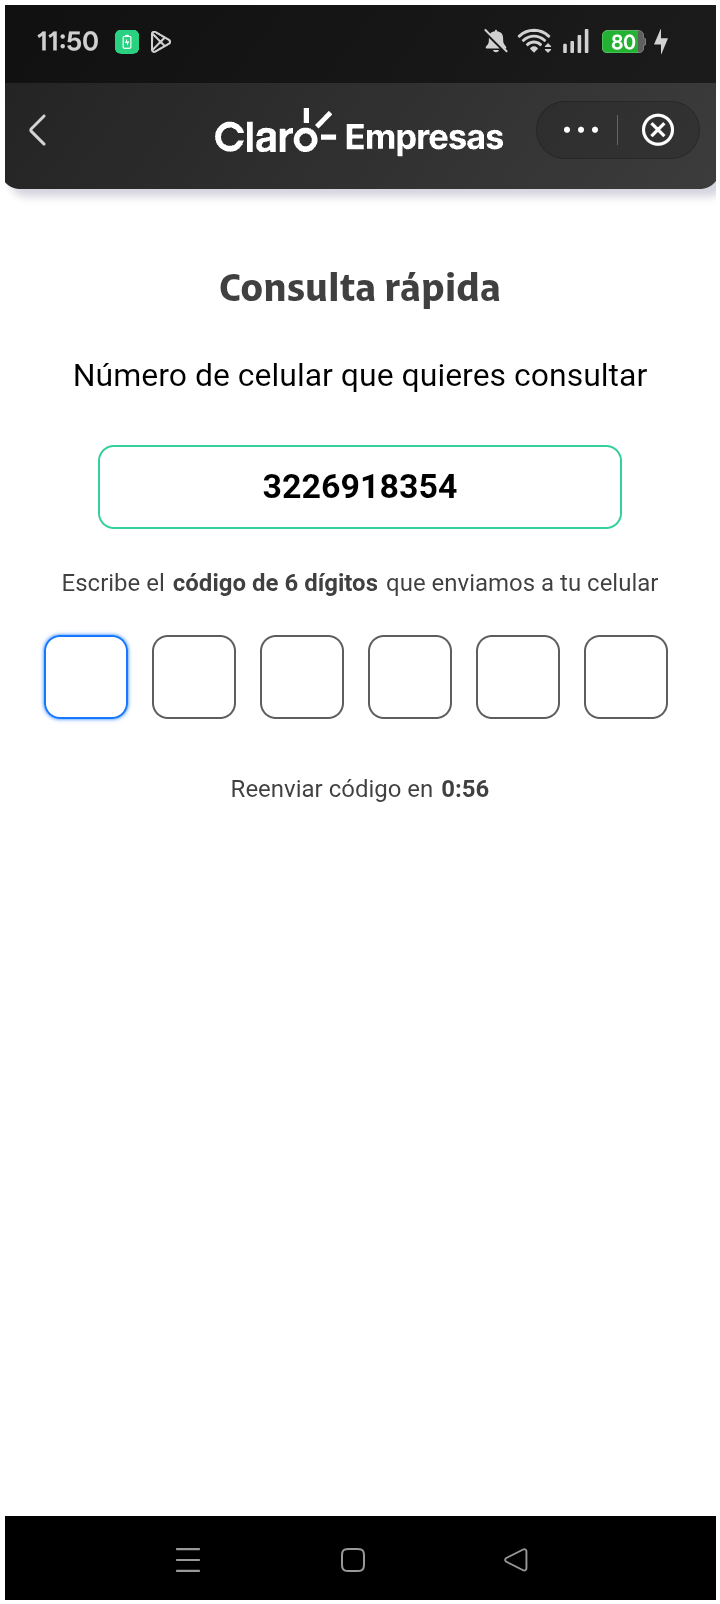 11:50
80
Claro Empresas
Consulta rápida
Número de celular que quieres consultar
3226918354
Escribe el código de 6 dígitos que enviamos a tu celular
Reenviar código en 0:56